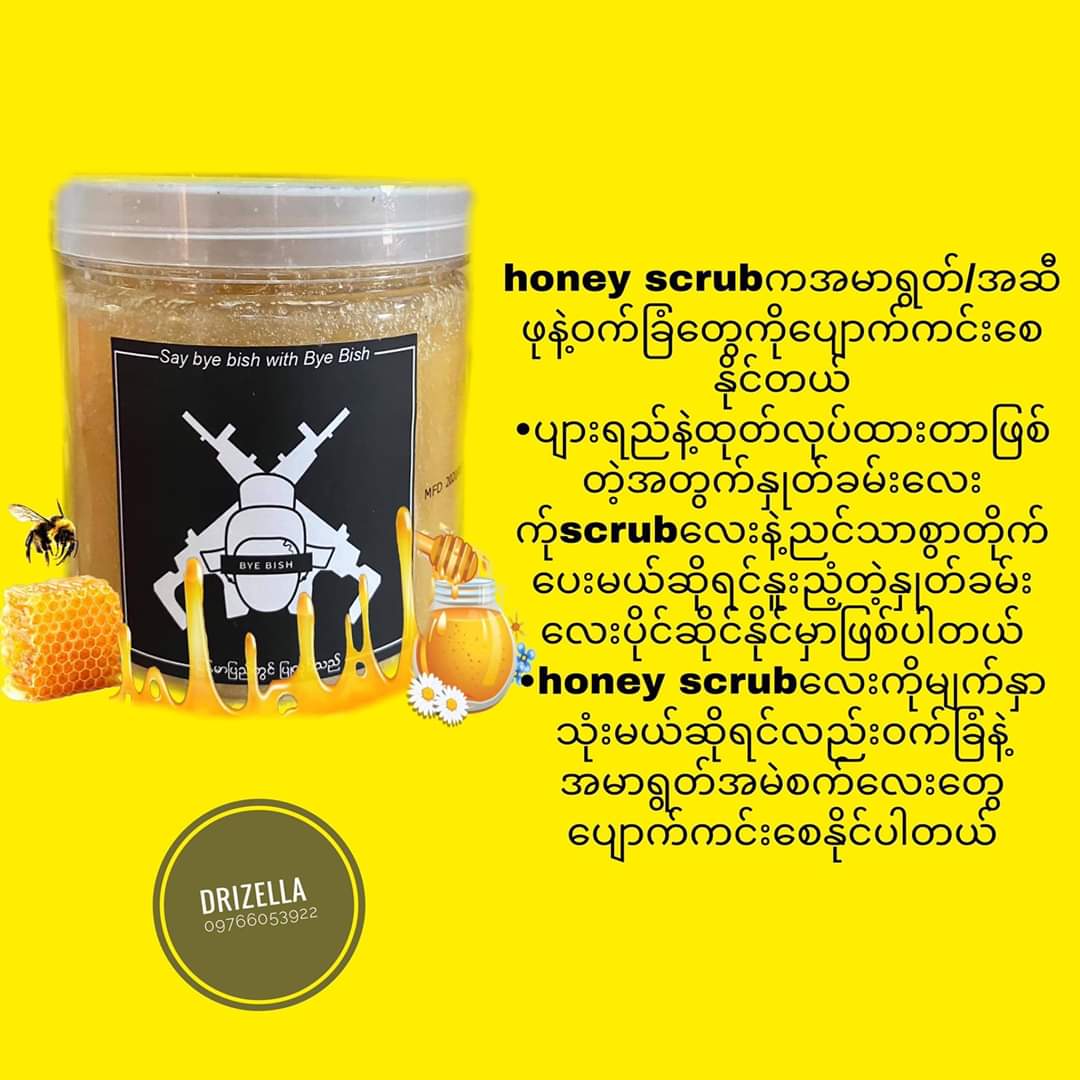 Say bye bish with Bye Bish
BYE BISH
MFD
honey scrubကအမာရွတ်/အဆီ
ဖုနဲ့ဝက်ခြံတွေကိုပျောက်ကင်းစေ
နိုင်တယ်
•ပျားရည်နဲ့ထုတ်လုပ်ထားတာဖြစ်
တဲ့အတွက်နှုတ်ခမ်းလေး
ကိုscrubလေးနဲ့ညင်သာစွာတိုက်
ပေးမယ်ဆိုရင်နူးညံ့တဲ့နှုတ်ခမ်း
လေးပိုင်ဆိုင်နိုင်မှာဖြစ်ပါတယ်
•honey scrubလေးကိုမျက်နှာ
သုံးမယ်ဆိုရင်လည်းဝက်ခြံနဲ့
အမာရွတ်အမဲစက်လေးတွေ
ပျောက်ကင်းစေနိုင်ပါတယ်
DRIZELLA
09766053922